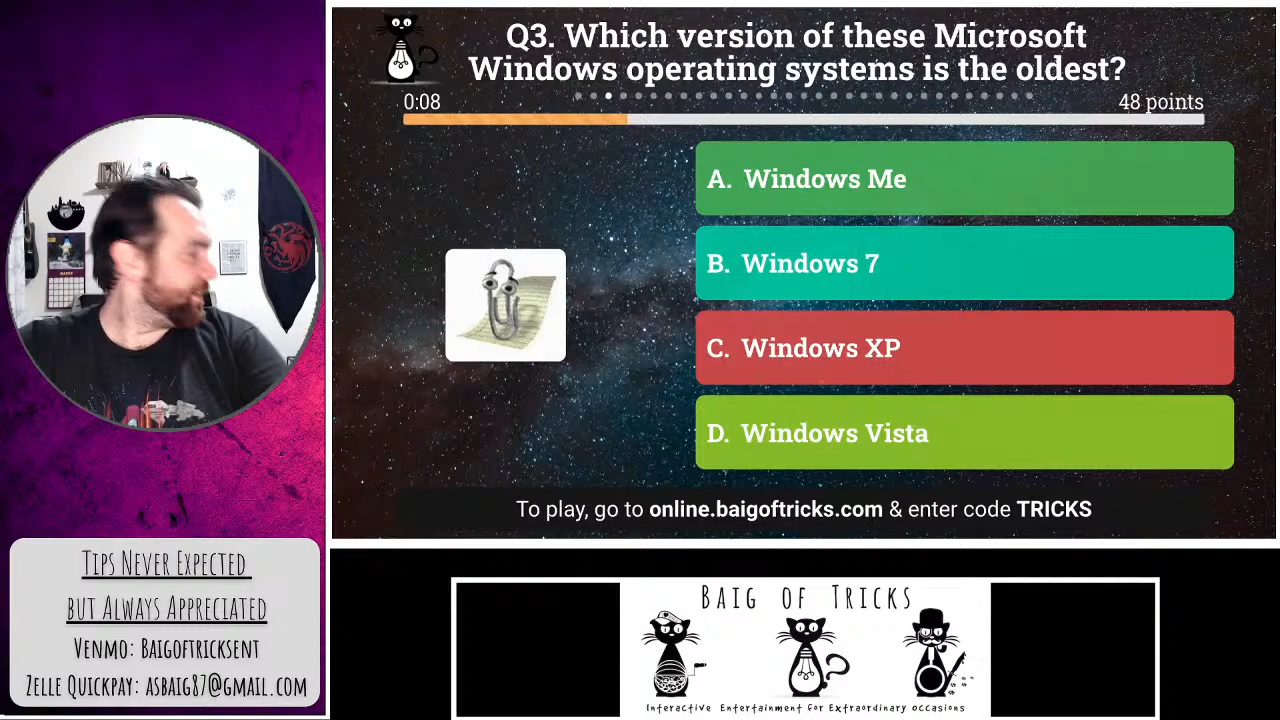 Q3. Which version of these Microsoft
Windows operating systems is the oldest?
0:08
48 points
A. Windows Me
B. Windows 7
C. Windows XP
D. Windows Vista
To play, go to online.baigoftricks.com & enter code TRICKS
Tips Never Expected
but Always Appreciated
Venmo: Baigoftricksent
Zelle Quickpay: asbaig87@gmail.com
Baig of Tricks
Interactive Entertainment for Extraordinary occasions